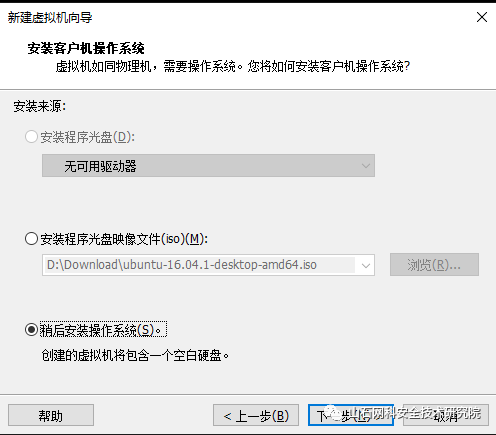 新建虚拟机向导
安装客户机操作系统
虚拟机如同物理机，需要操作系统。您将如何安装客户机操作系统?
安装来源:
安装程序光盘(D):
无可用驱动器
安装程序光盘映像文件(iso)(M):
D:\Download\ubuntu-16.04.1-desktop-amd64.iso
浏览(R)...
稍后安装操作系统(S)。
创建的虚拟机将包含一个空白硬盘。
帮助
< 上一步(B)
下一步(N) >
取消
山石网科安全技术研究院